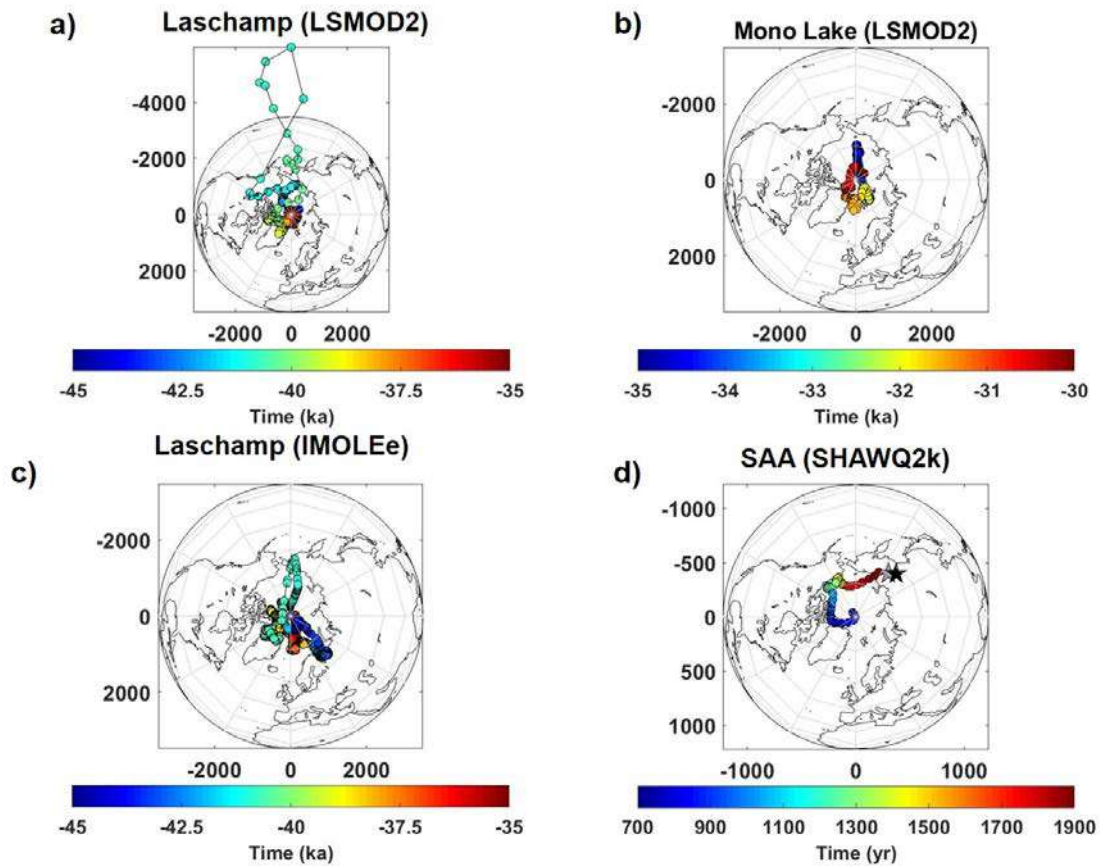 a)
Laschamp (LSMOD2)
-4000
-2000
0
2000
-2000 0 2000
-45 -42.5 -40 -37.5 -35
Time (ka)
b)
Mono Lake (LSMOD2)
-2000
0
2000
-2000 0 2000
-35 -34 -33 -32 -31 -30
Time (ka)
c)
Laschamp (IMOLEe)
-2000
0
2000
-2000 0 2000
-45 -42.5 -40 -37.5 -35
Time (ka)
d)
SAA (SHAWQ2k)
-1000
-500
0
500
1000
-1000 0 1000
700 900 1100 1300 1500 1700 1900
Time (yr)